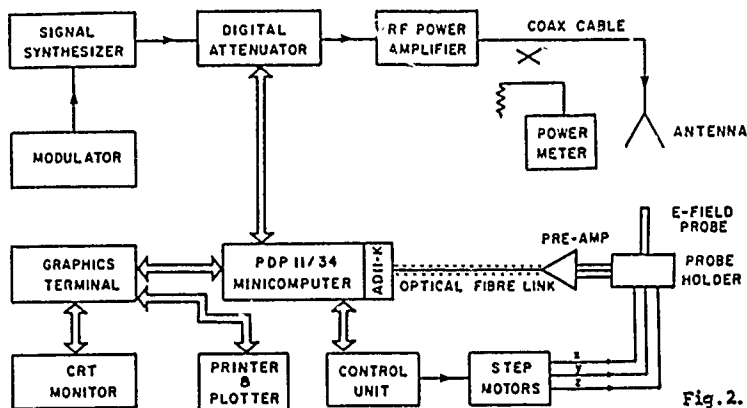 SIGNAL
SYNTHESIZER
DIGITAL
ATTENUATOR
RF POWER
AMPLIFIER
COAX CABLE
MODULATOR
POWER
METER
ANTENNA
E-FIELD
PROBE
PRE-AMP
PROBE
HOLDER
GRAPHICS
TERMINAL
PDP 11/34
MINICOMPUTER
AD11-K
OPTICAL FIBRE LINK
CRT
MONITOR
PRINTER
&
PLOTTER
CONTROL
UNIT
STEP
MOTORS
x
y
z
Fig.2.